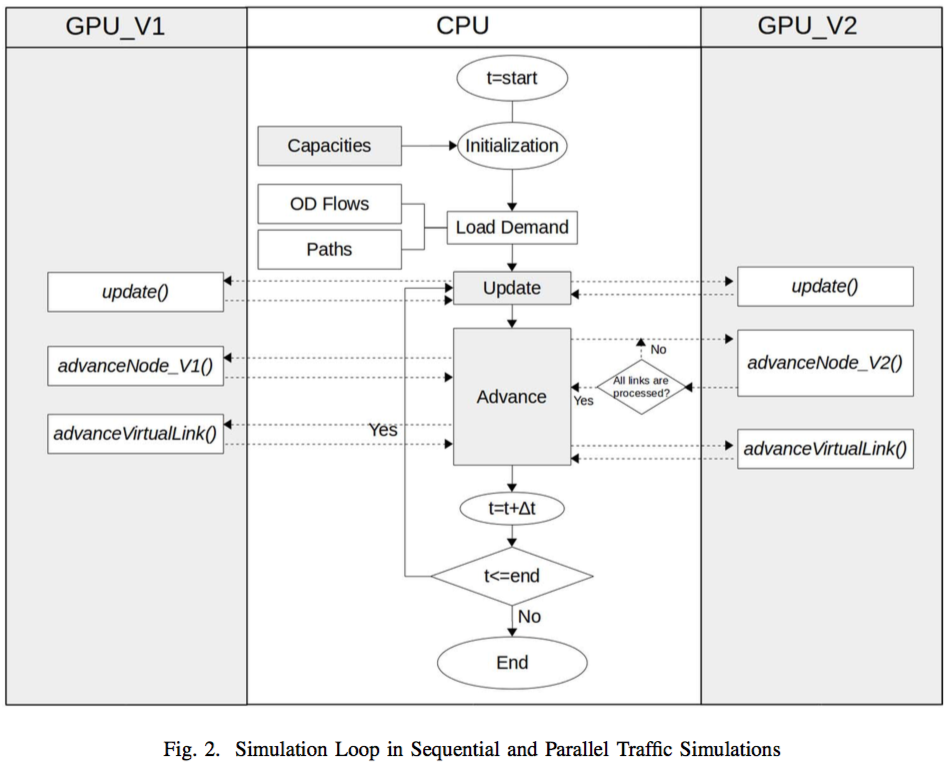 GPU_V1
CPU
GPU_V2
t=start
Capacities
Initialization
OD Flows
Load Demand
Paths
update()
Update
update()
advanceNode_V1()
Advance
No
All links are
processed?
Yes
advanceNode_V2()
advanceVirtualLink()
Yes
advanceVirtualLink()
t=t+Δt
t<=end
No
End
Fig. 2. Simulation Loop in Sequential and Parallel Traffic Simulations